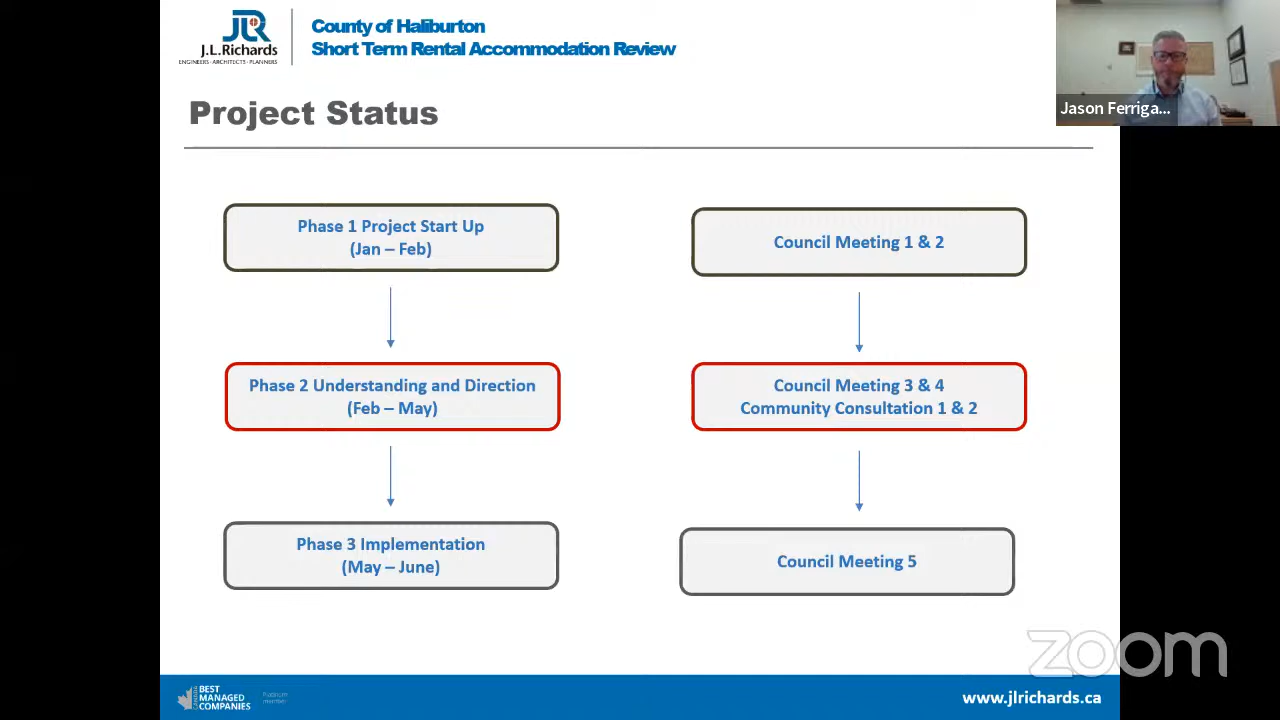 J.L.Richards
ENGINEERS · ARCHITECTS · PLANNERS
County of Haliburton
Short Term Rental Accommodation Review
Jason Ferriga...
Project Status
Phase 1 Project Start Up
(Jan – Feb)
Council Meeting 1 & 2
Phase 2 Understanding and Direction
(Feb – May)
Council Meeting 3 & 4
Community Consultation 1 & 2
Phase 3 Implementation
(May – June)
Council Meeting 5
zoom
BEST
MANAGED
COMPANIES
Platinum
member
www.jlrichards.ca